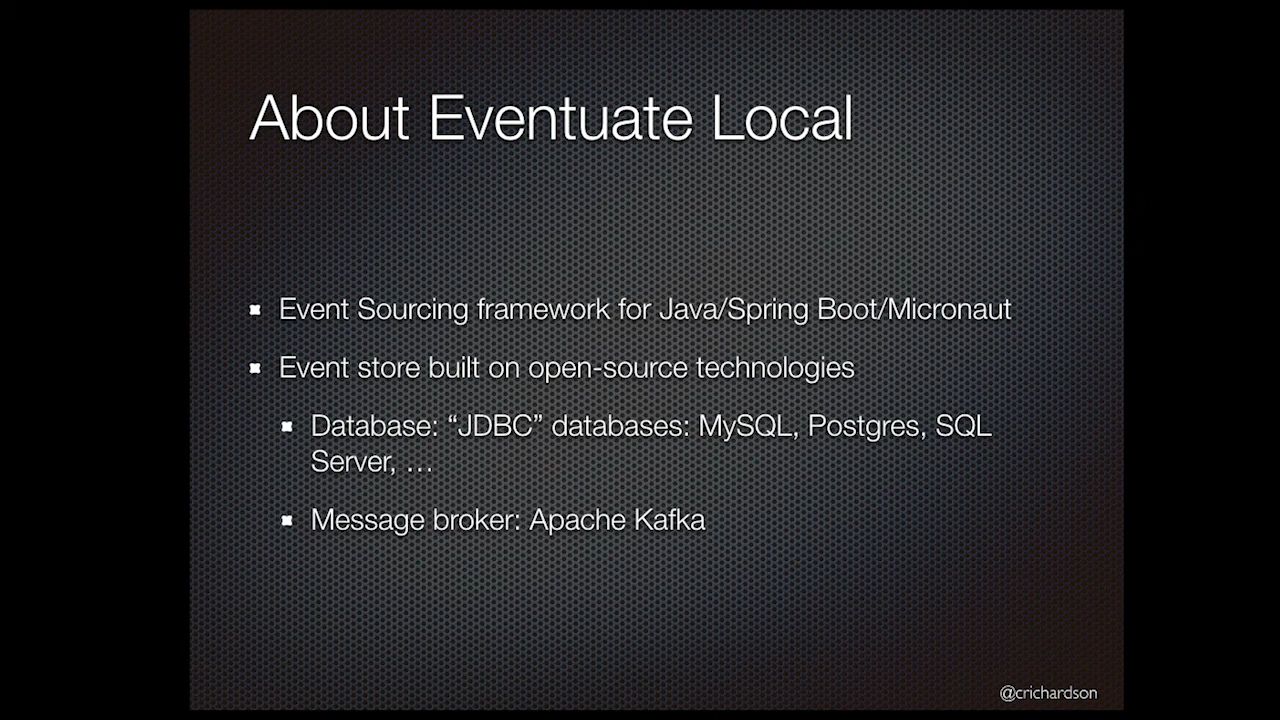 About Eventuate Local
Event Sourcing framework for Java/Spring Boot/Micronaut
Event store built on open-source technologies
Database: “JDBC” databases: MySQL, Postgres, SQL
Server, …
Message broker: Apache Kafka
@crichardson